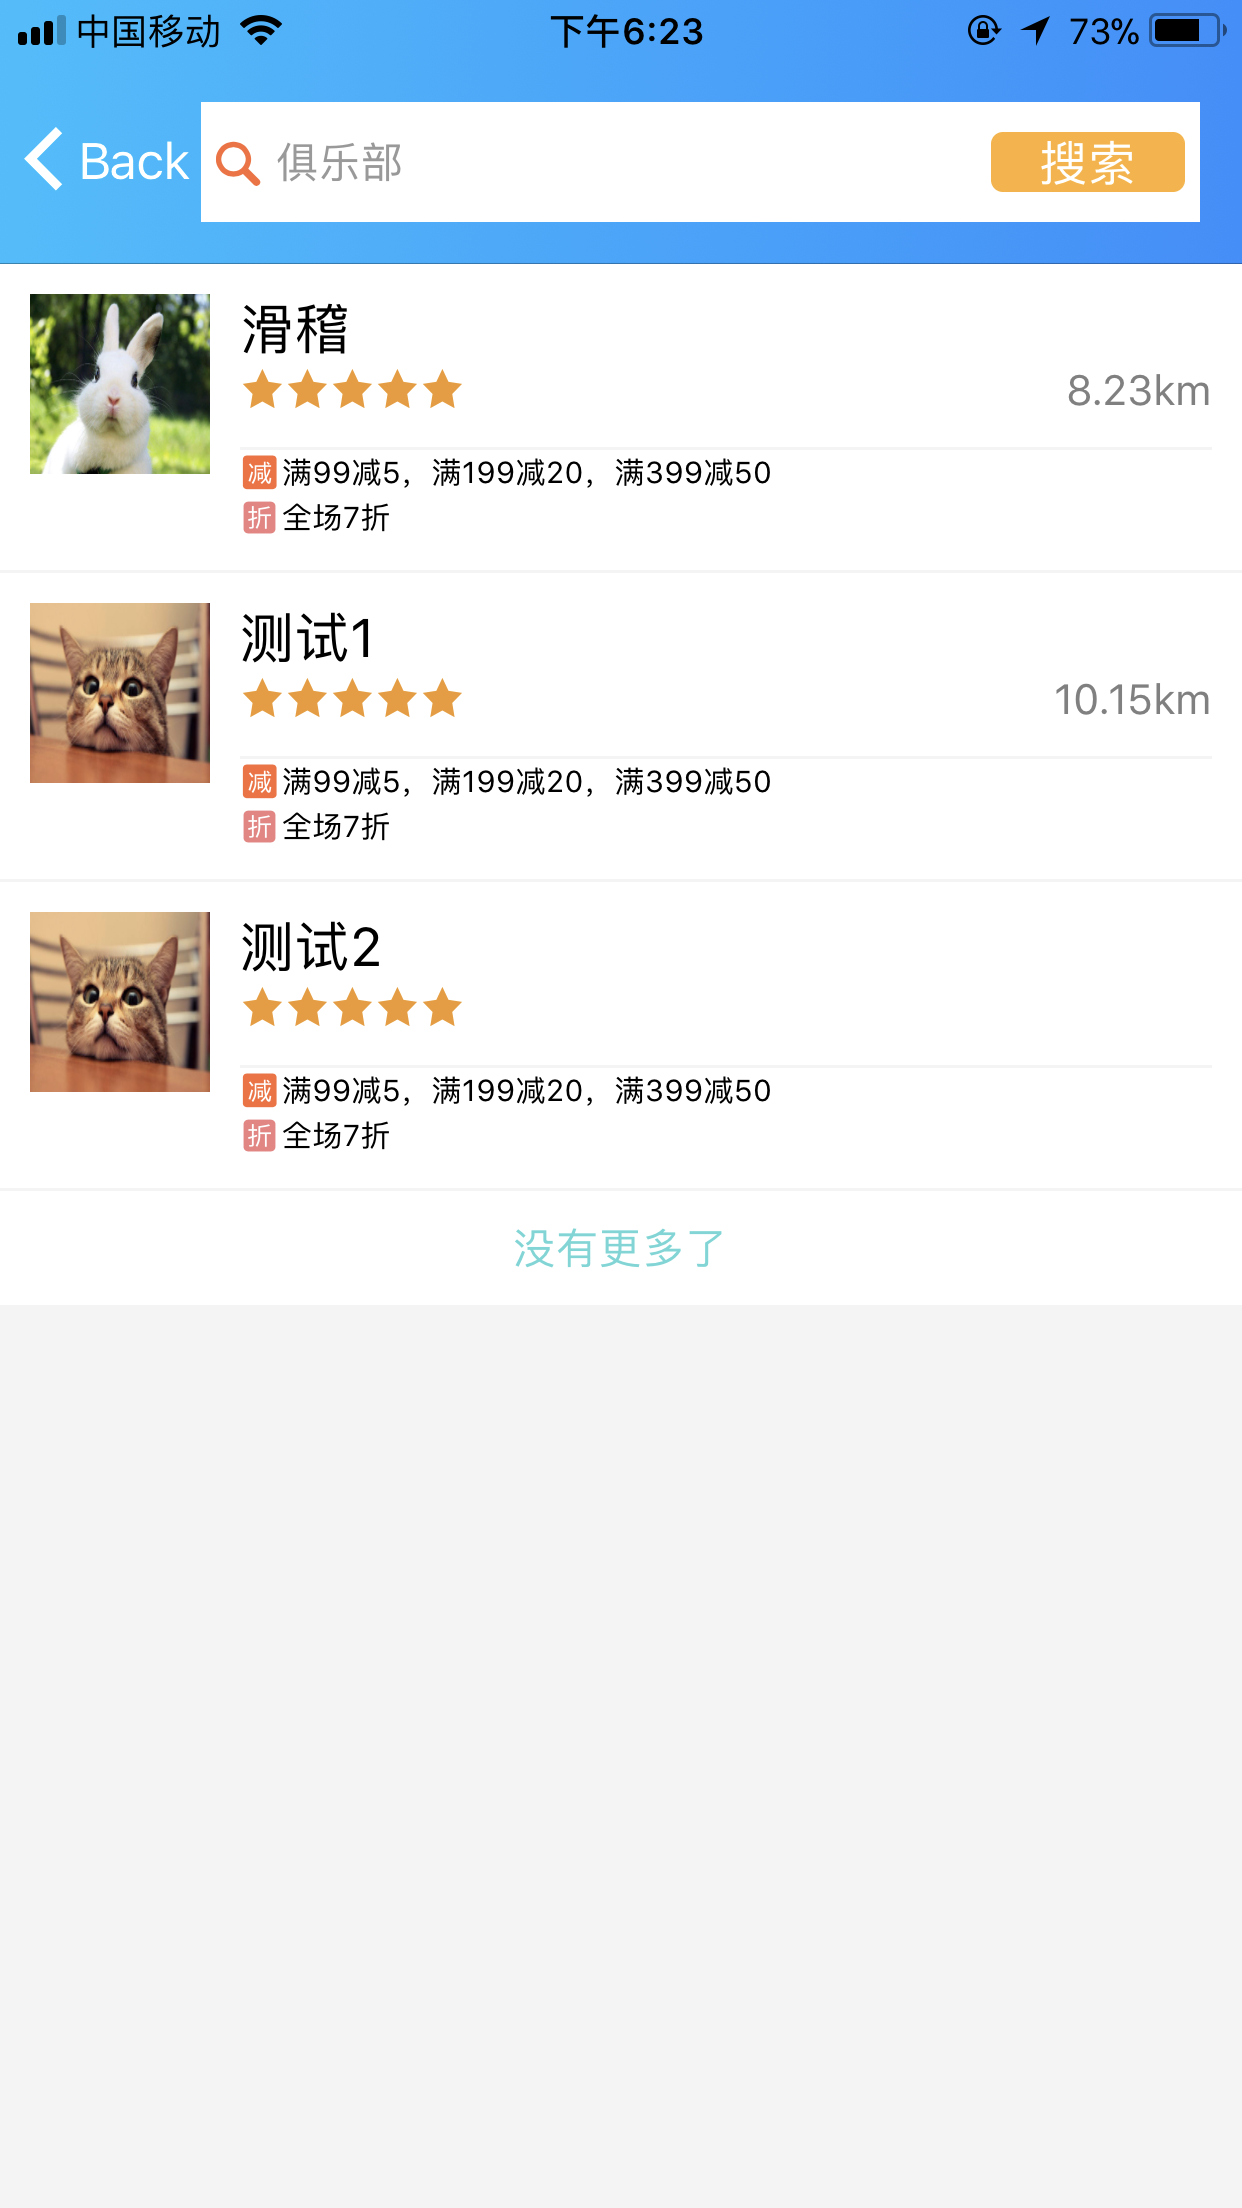 中国移动 下午6:23 73%
Back 俱乐部 搜索
滑稽
8.23km
减 满99减5，满199减20，满399减50
折 全场7折
测试1
10.15km
减 满99减5，满199减20，满399减50
折 全场7折
测试2
减 满99减5，满199减20，满399减50
折 全场7折
没有更多了